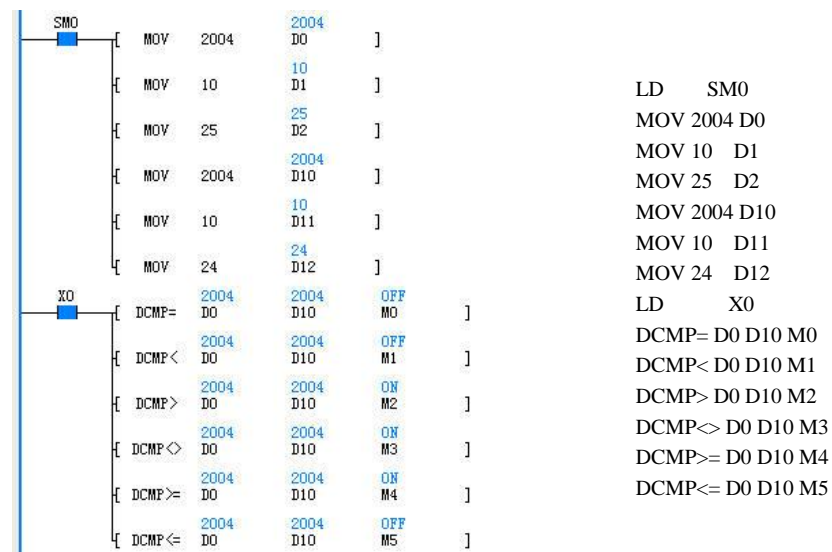 SM0
2004
[ MOV 2004 D0 ]
10
[ MOV 10 D1 ]
25
[ MOV 25 D2 ]
2004
[ MOV 2004 D10 ]
10
[ MOV 10 D11 ]
24
[ MOV 24 D12 ]
X0
2004 2004 OFF
[ DCMP= D0 D10 M0 ]
2004 2004 OFF
[ DCMP< D0 D10 M1 ]
2004 2004 ON
[ DCMP> D0 D10 M2 ]
2004 2004 ON
[ DCMP<> D0 D10 M3 ]
2004 2004 ON
[ DCMP>= D0 D10 M4 ]
2004 2004 OFF
[ DCMP<= D0 D10 M5 ]
LD SM0
MOV 2004 D0
MOV 10 D1
MOV 25 D2
MOV 2004 D10
MOV 10 D11
MOV 24 D12
LD X0
DCMP= D0 D10 M0
DCMP< D0 D10 M1
DCMP> D0 D10 M2
DCMP<> D0 D10 M3
DCMP>= D0 D10 M4
DCMP<= D0 D10 M5